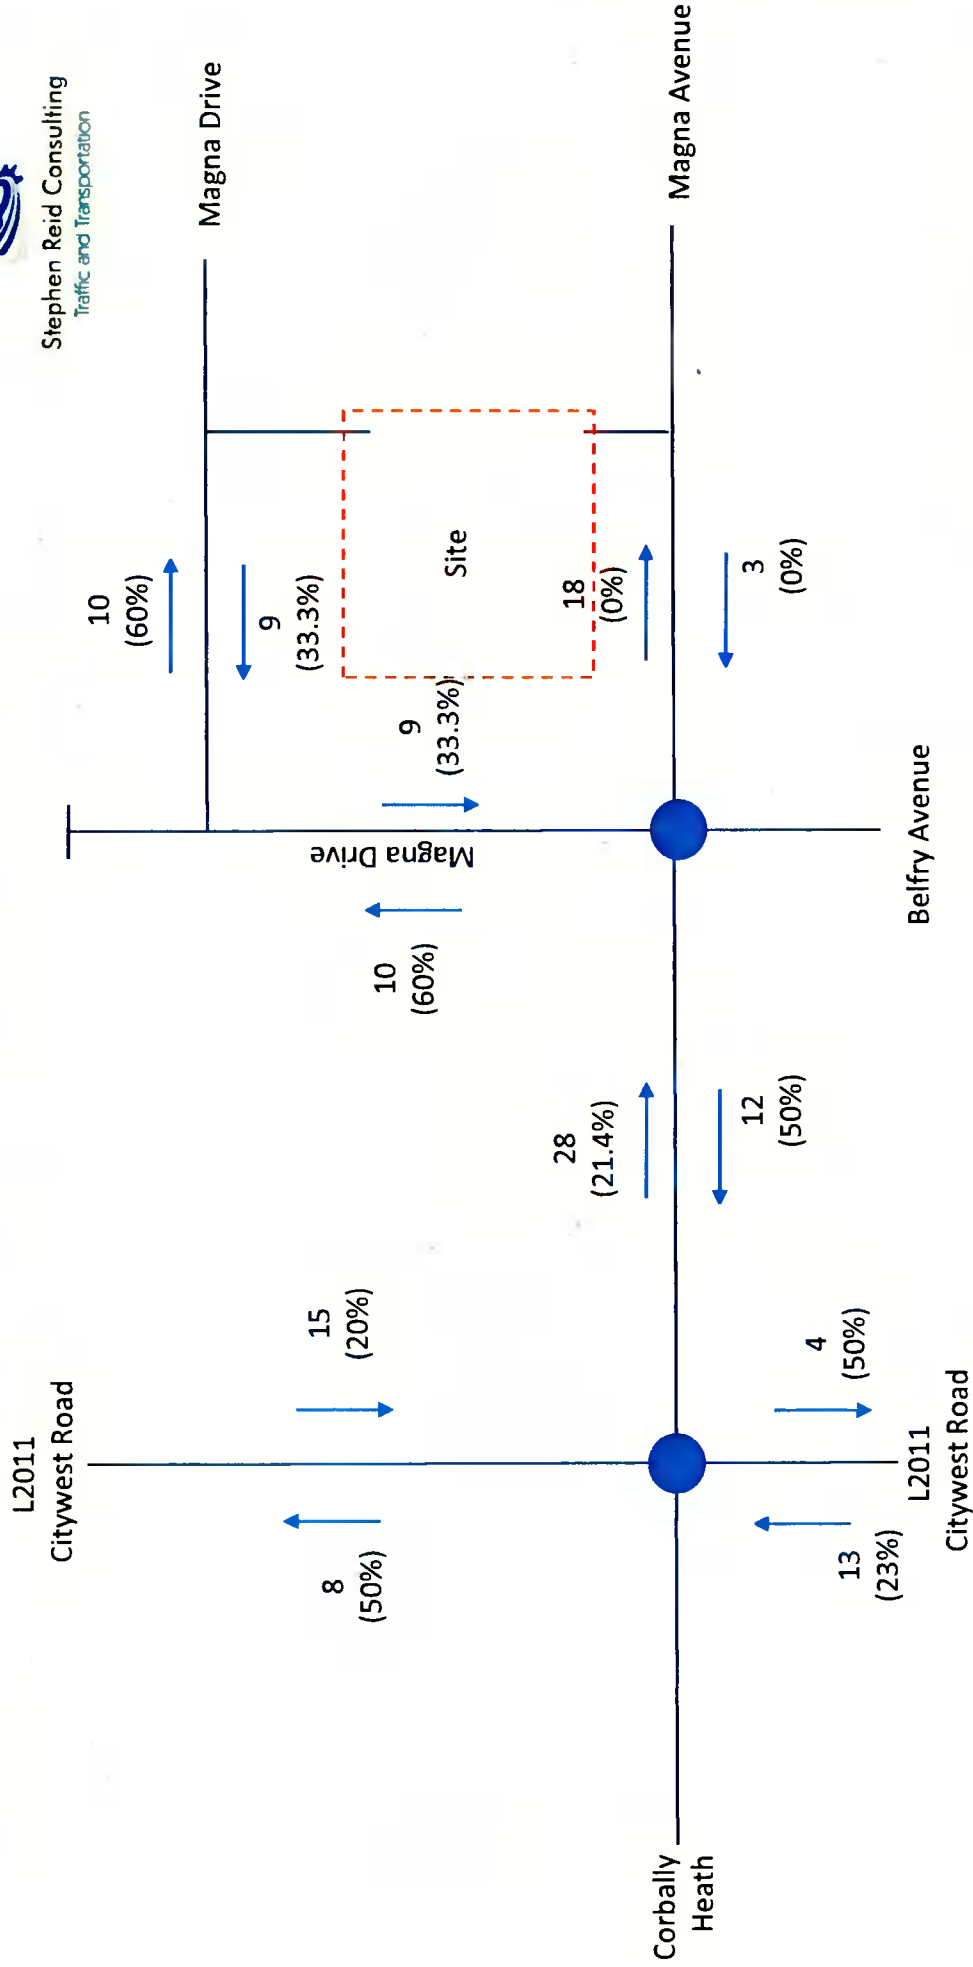 Stephen Reid Consulting
Traffic and Transportation
L2011
Citywest Road
Magna Drive
10
(60%)
9
(33.3%)
15
(20%)
8
(50%)
10
(60%)
Magna Drive
9
(33.3%)
Site
28
(21.4%)
18
(0%)
Corbally
Heath
Magna Avenue
12
(50%)
3
(0%)
4
(50%)
13
(23%)
L2011
Citywest Road
Belfry Avenue